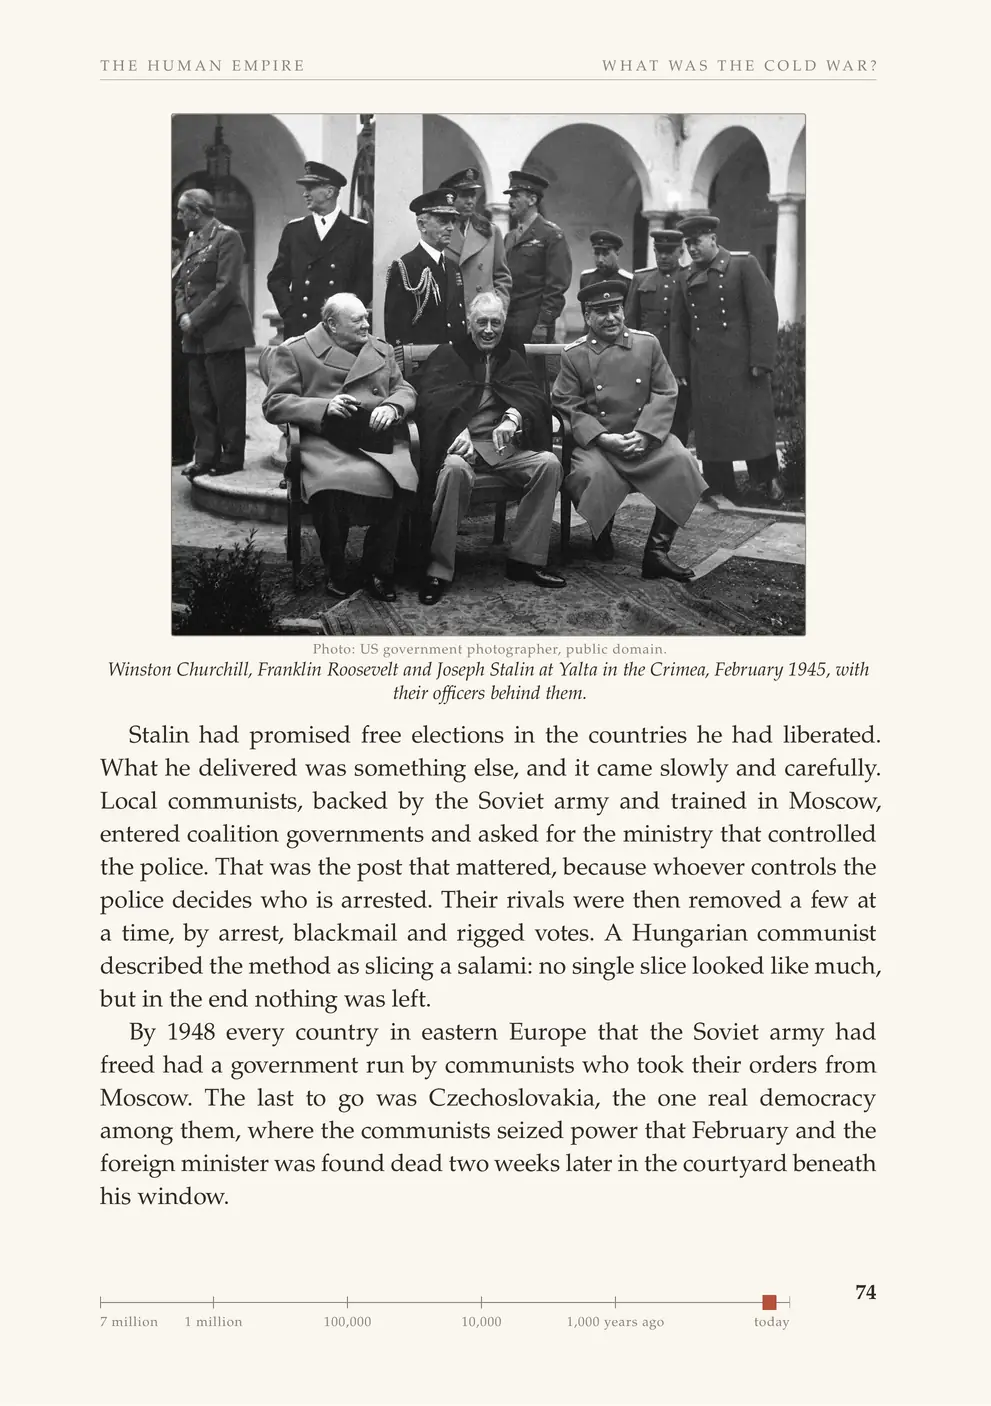 THE HUMAN EMPIRE
WHAT WAS THE COLD WAR?
Photo: US government photographer, public domain.
Winston Churchill, Franklin Roosevelt and Joseph Stalin at Yalta in the Crimea, February 1945, with
their officers behind them.
Stalin had promised free elections in the countries he had liberated.
What he delivered was something else, and it came slowly and carefully.
Local communists, backed by the Soviet army and trained in Moscow,
entered coalition governments and asked for the ministry that controlled
the police. That was the post that mattered, because whoever controls the
police decides who is arrested. Their rivals were then removed a few at
a time, by arrest, blackmail and rigged votes. A Hungarian communist
described the method as slicing a salami: no single slice looked like much,
but in the end nothing was left.
By 1948 every country in eastern Europe that the Soviet army had
freed had a government run by communists who took their orders from
Moscow. The last to go was Czechoslovakia, the one real democracy
among them, where the communists seized power that February and the
foreign minister was found dead two weeks later in the courtyard beneath
his window.
74
7 million 1 million 100,000 10,000 1,000 years ago today